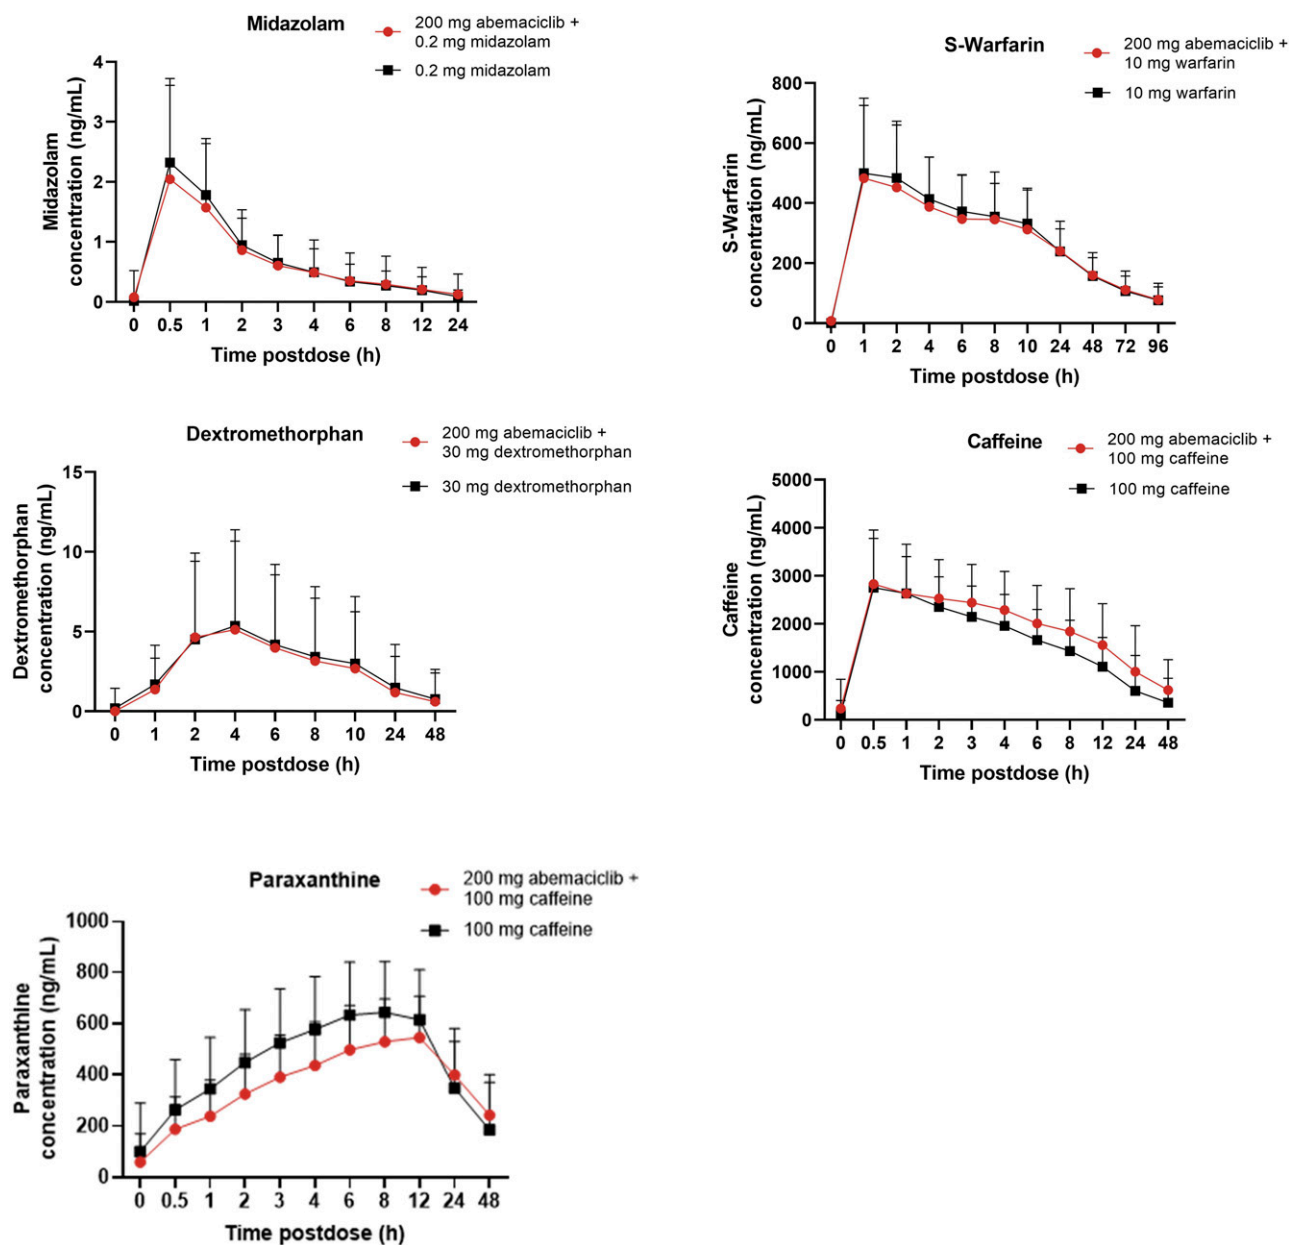 Midazolam
200 mg abemaciclib +
0.2 mg midazolam
0.2 mg midazolam
Midazolam
concentration (ng/mL)
4
3
2
1
0
0 0.5 1 2 3 4 6 8 12 24
Time postdose (h)
S-Warfarin
200 mg abemaciclib +
10 mg warfarin
10 mg warfarin
S-Warfarin
concentration (ng/mL)
800
600
400
200
0
0 1 2 4 6 8 10 24 48 72 96
Time postdose (h)
Dextromethorphan
200 mg abemaciclib +
30 mg dextromethorphan
30 mg dextromethorphan
Dextromethorphan
concentration (ng/mL)
15
10
5
0
0 1 2 4 6 8 10 24 48
Time postdose (h)
Caffeine
200 mg abemaciclib +
100 mg caffeine
100 mg caffeine
Caffeine
concentration (ng/mL)
5000
4000
3000
2000
1000
0
0 0.5 1 2 3 4 6 8 12 24 48
Time postdose (h)
Paraxanthine
200 mg abemaciclib +
100 mg caffeine
100 mg caffeine
Paraxanthine
concentration (ng/mL)
1000
800
600
400
200
0
0 0.5 1 2 3 4 6 8 12 24 48
Time postdose (h)